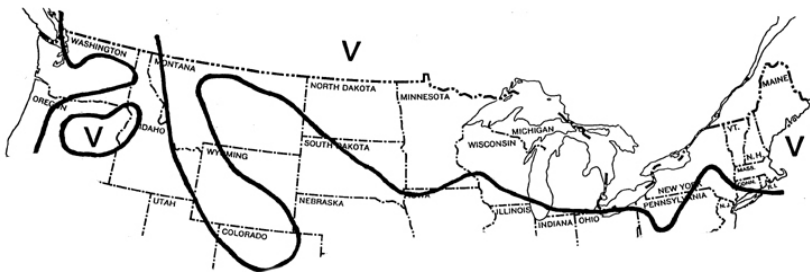 V
WASHINGTON
MONTANA
NORTH DAKOTA
MINNESOTA
MAINE
OREGON
V
IDAHO
WYOMING
SOUTH DAKOTA
WISCONSIN
MICHIGAN
VT.
N.H.
MASS.
V
UTAH
NEBRASKA
ILLINOIS
INDIANA
OHIO
NEW YORK
PENNSYLVANIA
CONN.
R.I.
N.J.
COLORADO